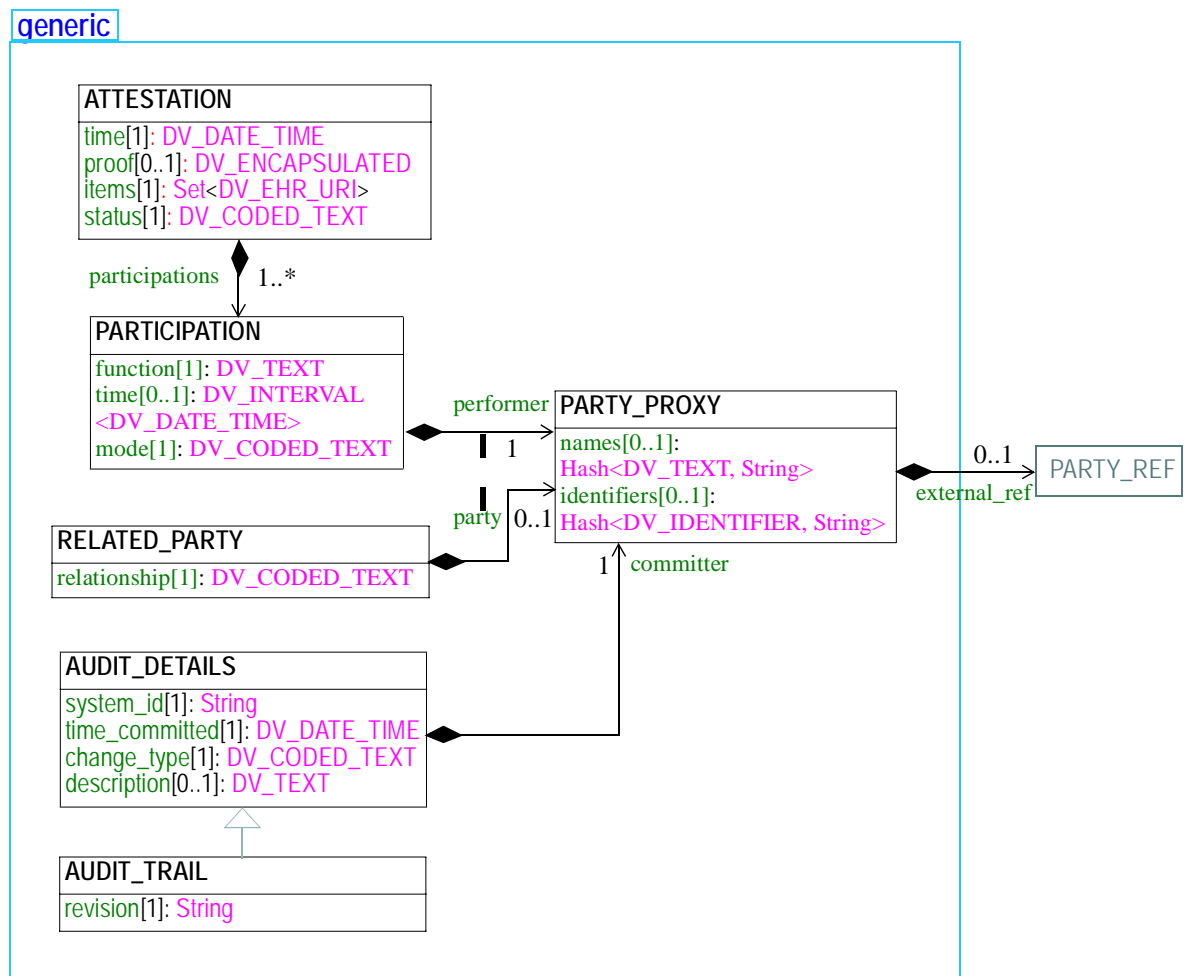 generic
ATTESTATION
time[1]: DV_DATE_TIME
proof[0..1]: DV_ENCAPSULATED
items[1]: Set<DV_EHR_URI>
status[1]: DV_CODED_TEXT
participations
1..*
PARTICIPATION
function[1]: DV_TEXT
time[0..1]: DV_INTERVAL
<DV_DATE_TIME>
mode[1]: DV_CODED_TEXT
performer
1
PARTY_PROXY
names[0..1]:
Hash<DV_TEXT, String>
identifiers[0..1]:
Hash<DV_IDENTIFIER, String>
0..1
external_ref
PARTY_REF
party
0..1
RELATED_PARTY
relationship[1]: DV_CODED_TEXT
1
committer
AUDIT_DETAILS
system_id[1]: String
time_committed[1]: DV_DATE_TIME
change_type[1]: DV_CODED_TEXT
description[0..1]: DV_TEXT
AUDIT_TRAIL
revision[1]: String